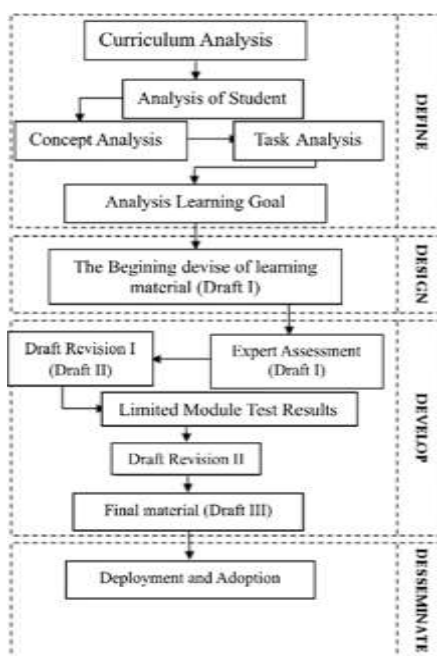 Curriculum Analysis
Analysis of Student
Concept Analysis
Task Analysis
Analysis Learning Goal
DEFINE
The Begining devise of learning
material (Draft I)
DESIGN
Draft Revision I
(Draft II)
Expert Assessment
(Draft I)
Limited Module Test Results
Draft Revision II
Final material (Draft III)
DEVELOP
Deployment and Adoption
DESSEMINATE